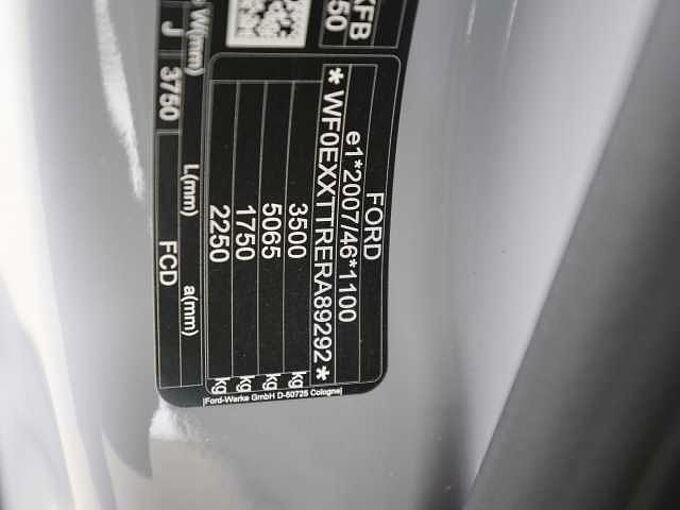 FORD
e1*2007/46*1100
* WF0EXXTTRERA89292 *
3500 kg
5065 kg
1750 kg
2250 kg
|Ford-Werke GmbH D-50725 Cologne|
KFB
50
W(mm) L(mm) a(mm)
J 3750 FCD